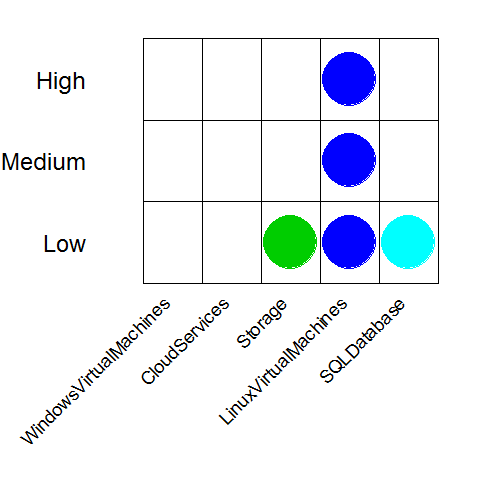 High
Medium
Low
WindowsVirtualMachines
CloudServices
Storage
LinuxVirtualMachines
SQLDatabase